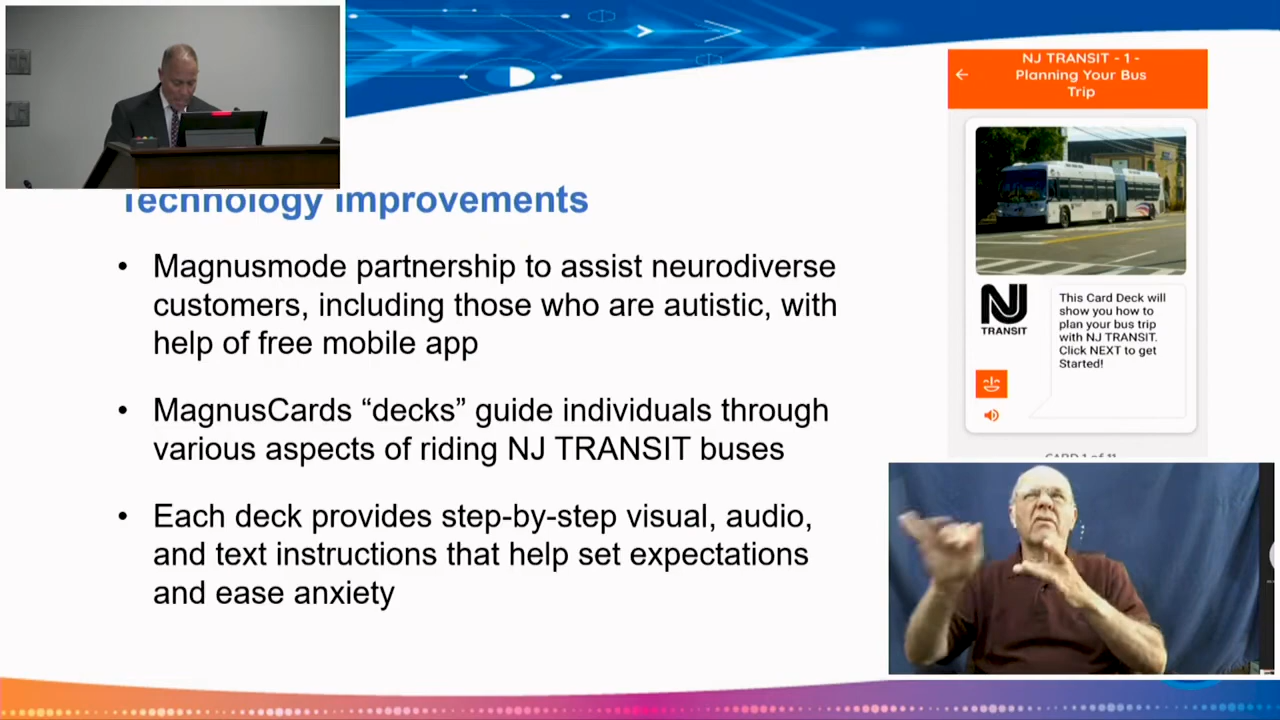 Technology Improvements
• Magnusmode partnership to assist neurodiverse
customers, including those who are autistic, with
help of free mobile app
• MagnusCards “decks” guide individuals through
various aspects of riding NJ TRANSIT buses
• Each deck provides step-by-step visual, audio,
and text instructions that help set expectations
and ease anxiety
NJ TRANSIT - 1 -
Planning Your Bus
Trip
NJ
TRANSIT
This Card Deck will
show you how to
plan your bus trip
with NJ TRANSIT.
Click NEXT to get
Started!
CARD 1 of 11